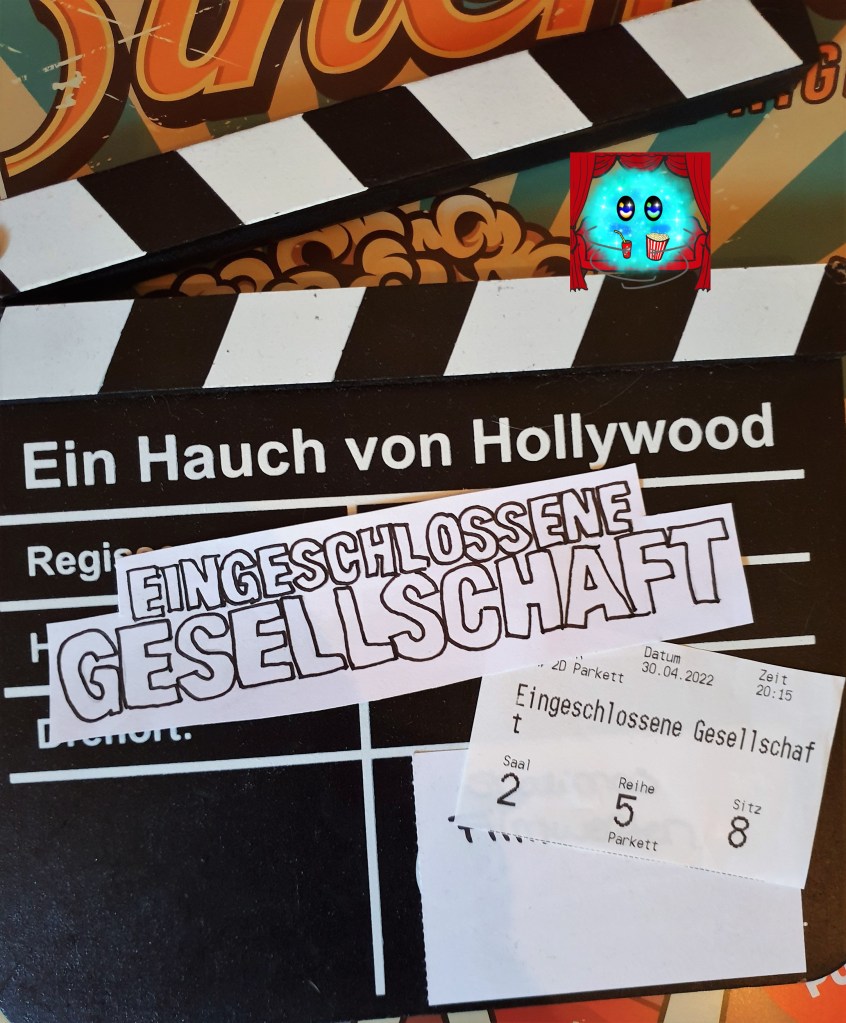 Ein Hauch von Hollywood
EINGESCHLOSSENE
GESELLSCHAFT
Datum
Zeit
2D Parkett
30.04.2022
20:15
Eingeschlossene Gesellschaf
t
Saal
Reihe
Sitz
2
5
8
Parkett